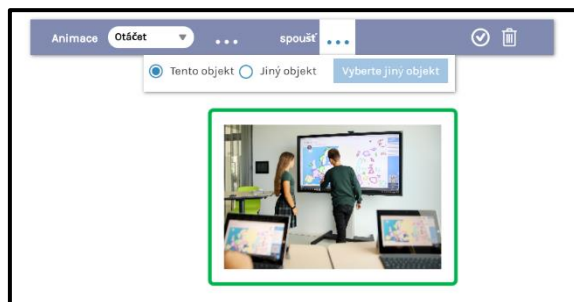 Animace Otáčet ▼ ... spoušť ...
Tento objekt Jiný objekt Vyberte jiný objekt